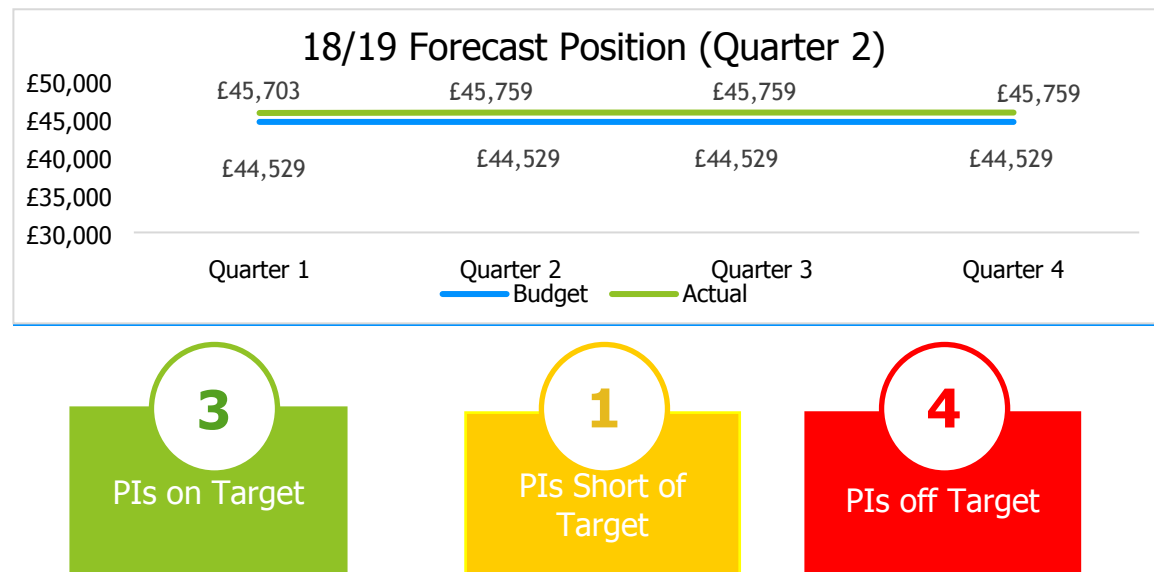 18/19 Forecast Position (Quarter 2)
£50,000
£45,000
£40,000
£35,000
£30,000
£45,703 £45,759 £45,759 £45,759
£44,529 £44,529 £44,529 £44,529
Quarter 1 Quarter 2 Quarter 3 Quarter 4
Budget Actual
3
PIs on Target
1
PIs Short of
Target
4
PIs off Target